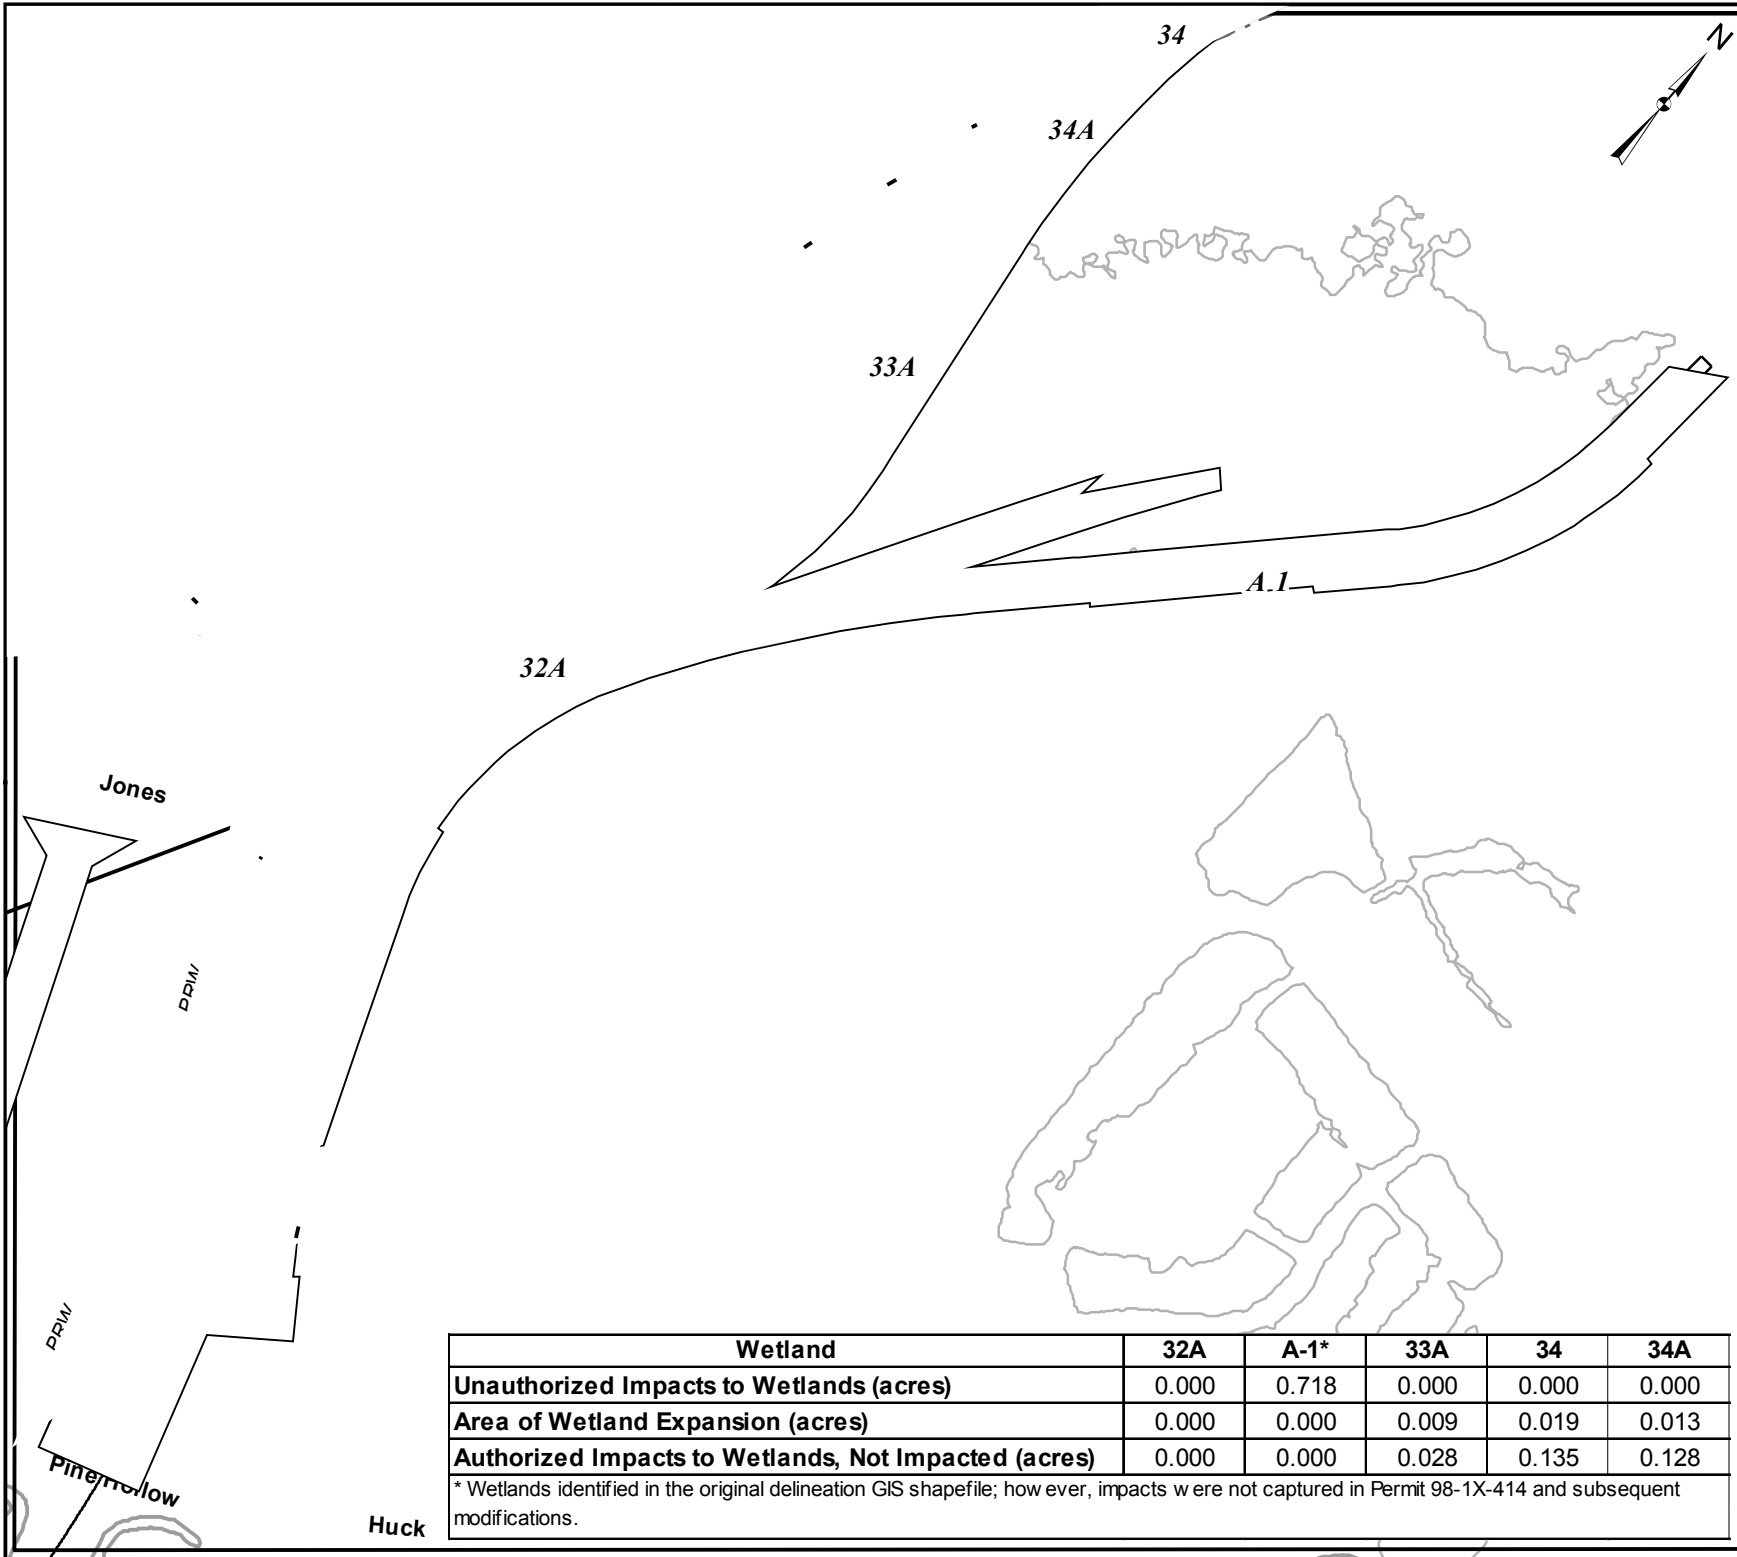 34
N
34A
33A
A-1
32A
Jones
PRW
PRW
Wetland 32A A-1* 33A 34 34A
Unauthorized Impacts to Wetlands (acres) 0.000 0.718 0.000 0.000 0.000
Area of Wetland Expansion (acres) 0.000 0.000 0.009 0.019 0.013
Authorized Impacts to Wetlands, Not Impacted (acres) 0.000 0.000 0.028 0.135 0.128
* Wetlands identified in the original delineation GIS shapefile; however, impacts were not captured in Permit 98-1X-414 and subsequent
modifications.
Pine Hollow
Huck